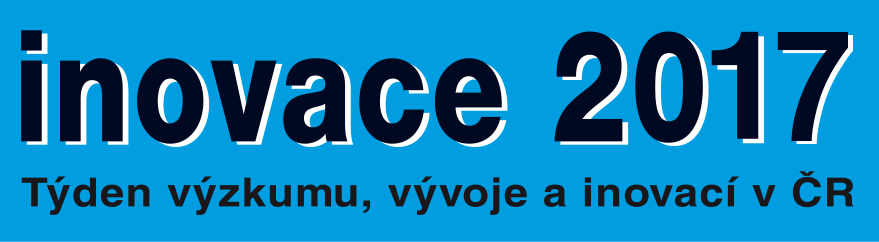 inovace 2017
Týden výzkumu, vývoje a inovací v ČR